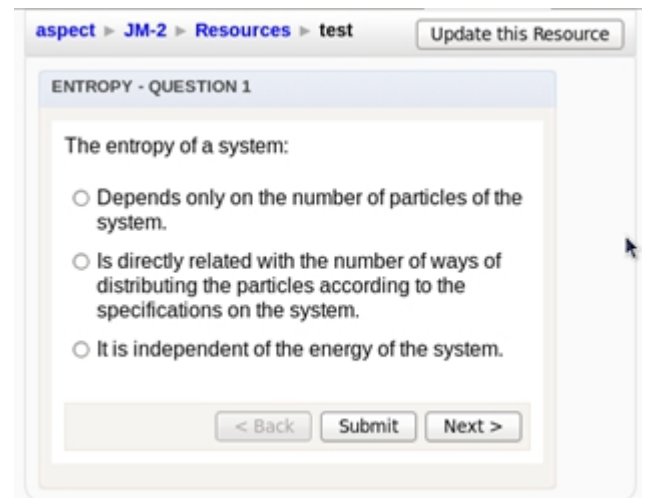 aspect ► JM-2 ► Resources ► test
Update this Resource
ENTROPY - QUESTION 1
The entropy of a system:
Depends only on the number of particles of the
system.
Is directly related with the number of ways of
distributing the particles according to the
specifications on the system.
It is independent of the energy of the system.
< Back
Submit
Next >